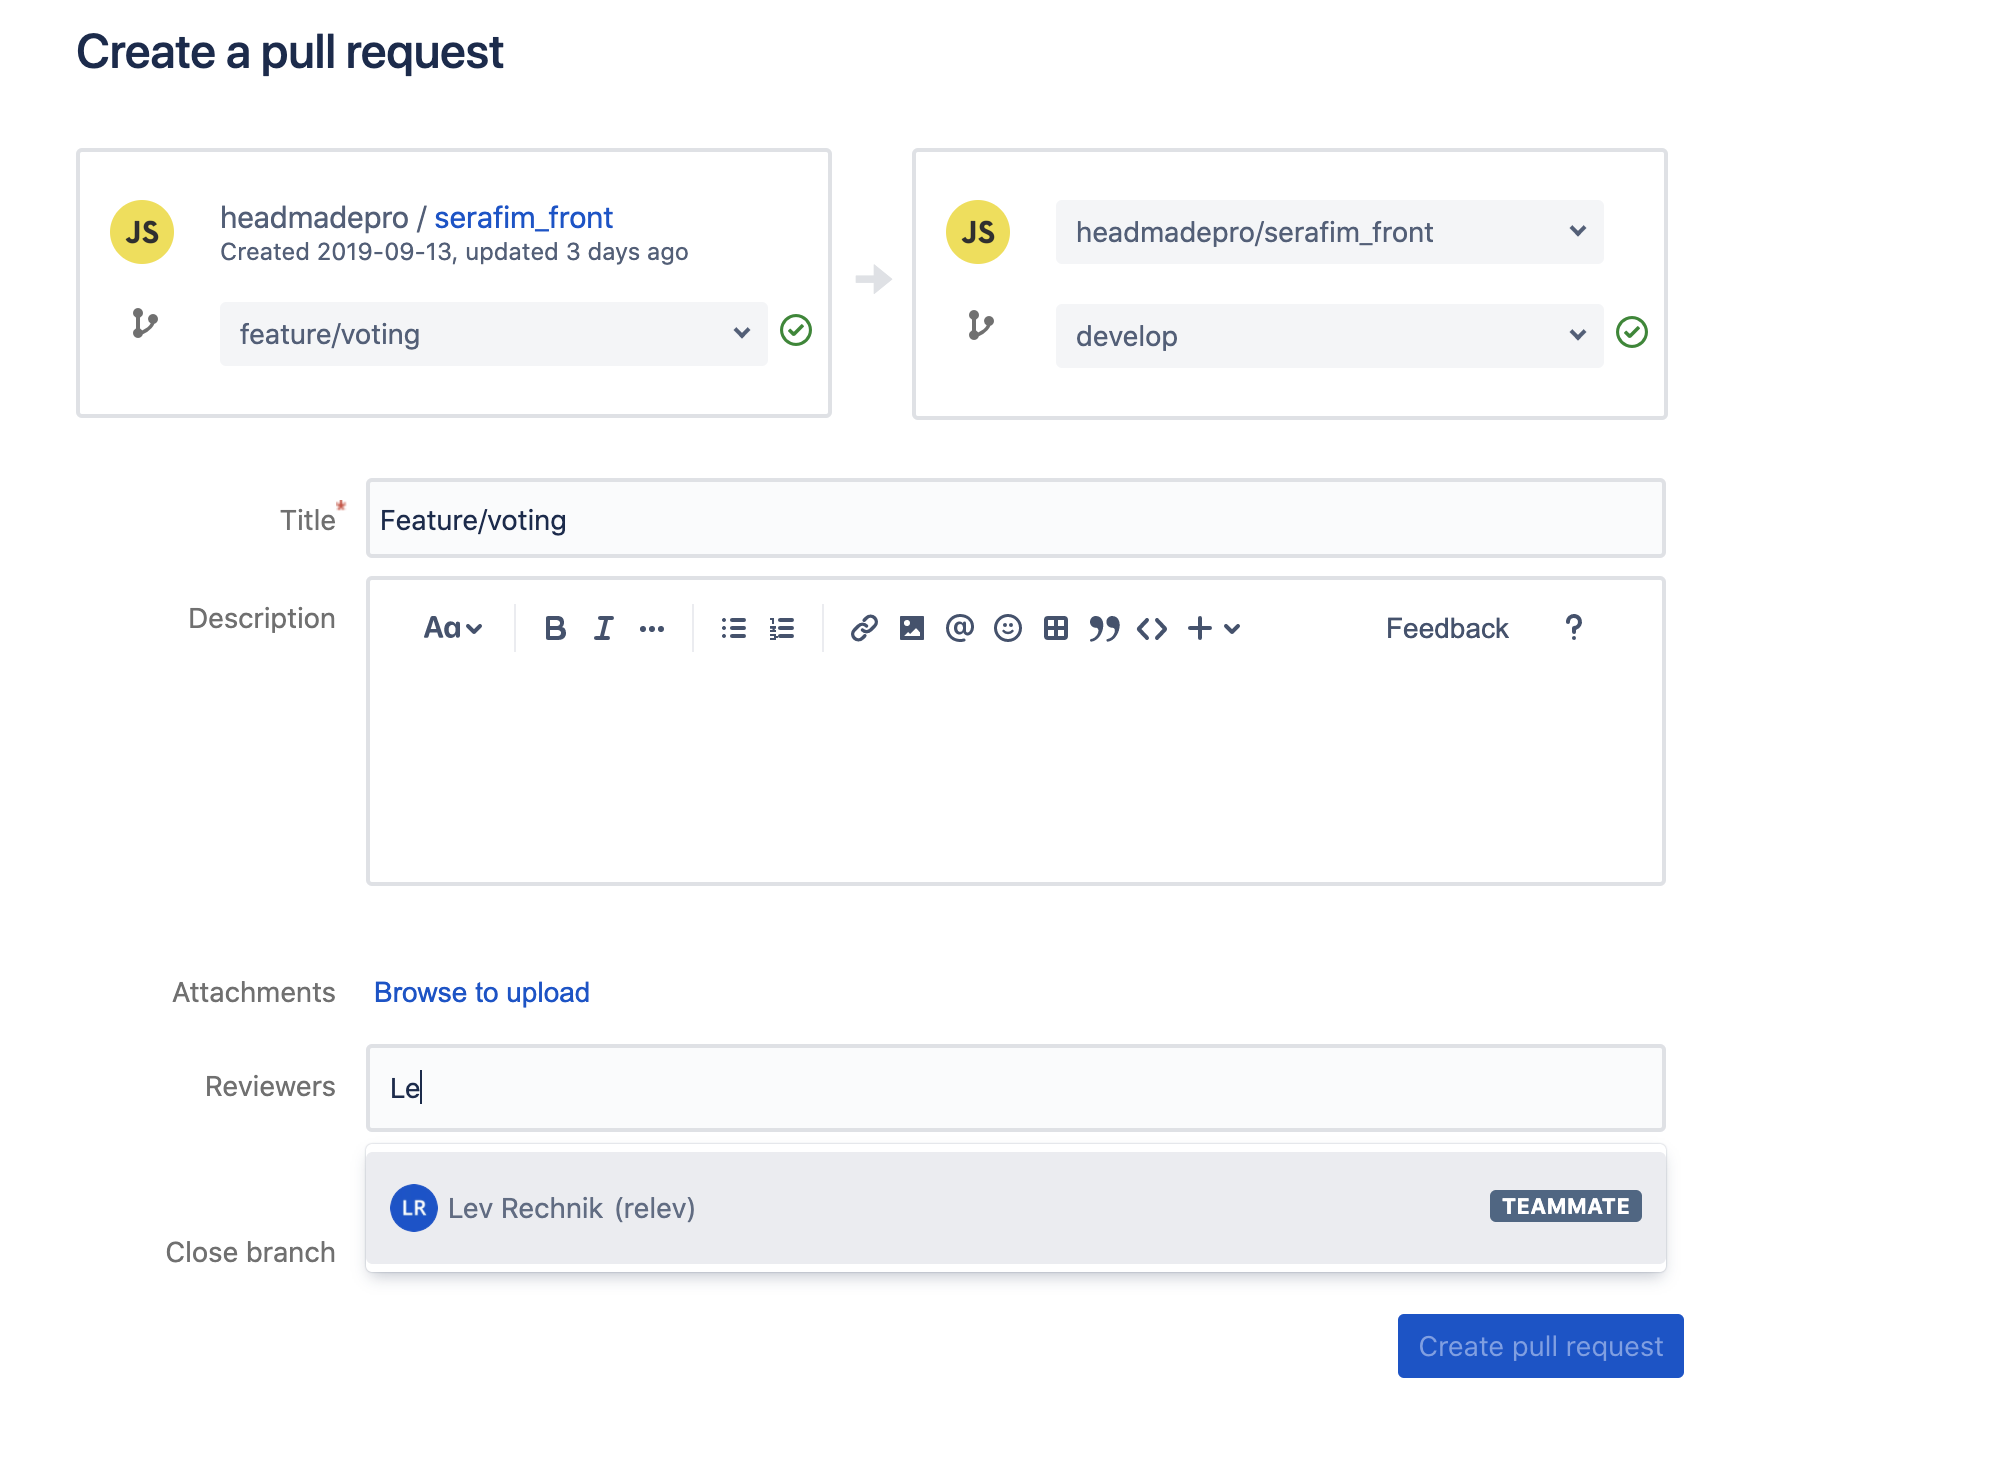 Create a pull request
JS
headmadepro / serafim_front
Created 2019-09-13, updated 3 days ago
feature/voting
JS
headmadepro/serafim_front
develop
Title*
Feature/voting
Description
Aa
B I ...
@
Feedback
?
Attachments
Browse to upload
Reviewers
Le
LR
Lev Rechnik (relev)
TEAMMATE
Close branch
Create pull request